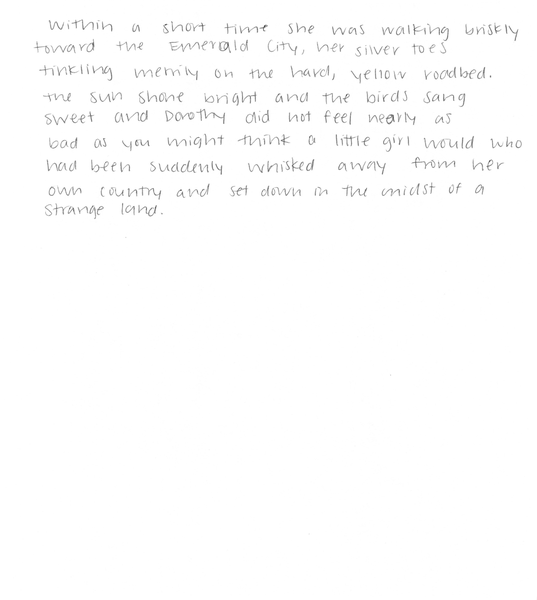 Within a short time she was walking briskly
toward the Emerald City, her silver toes
tinkling merrily on the hard, yellow roadbed.
The sun shone bright and the birds sang
sweet and Dorothy did not feel nearly as
bad as you might think a little girl would who
had been suddenly whisked away from her
own country and set down in the midst of a
strange land.